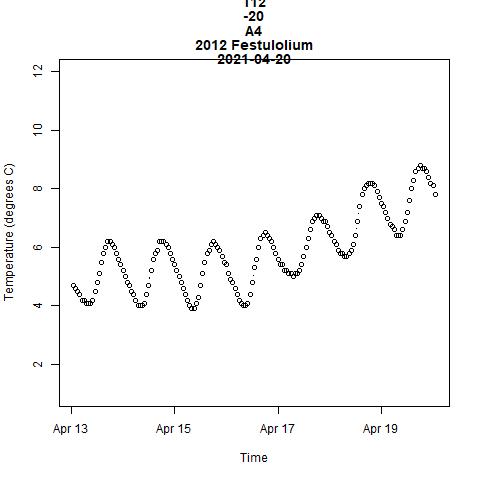 T12
-20
A4
2012 Festulolium
2021-04-20
12
10
8
6
4
2
Temperature (degrees C)
Apr 13
Apr 15
Apr 17
Apr 19
Time